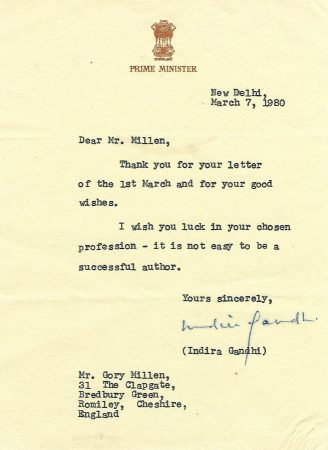 PRIME MINISTER
New Delhi,
March 7, 1980
Dear Mr. Millen,
Thank you for your letter
of the 1st March and for your good
wishes.
I wish you luck in your chosen
profession - it is not easy to be a
successful author.
Yours sincerely,
Indira Gandhi
(Indira Gandhi)
Mr. Gory Millen,
31 The Clapgate,
Bredbury Green,
Romiley, Cheshire,
England